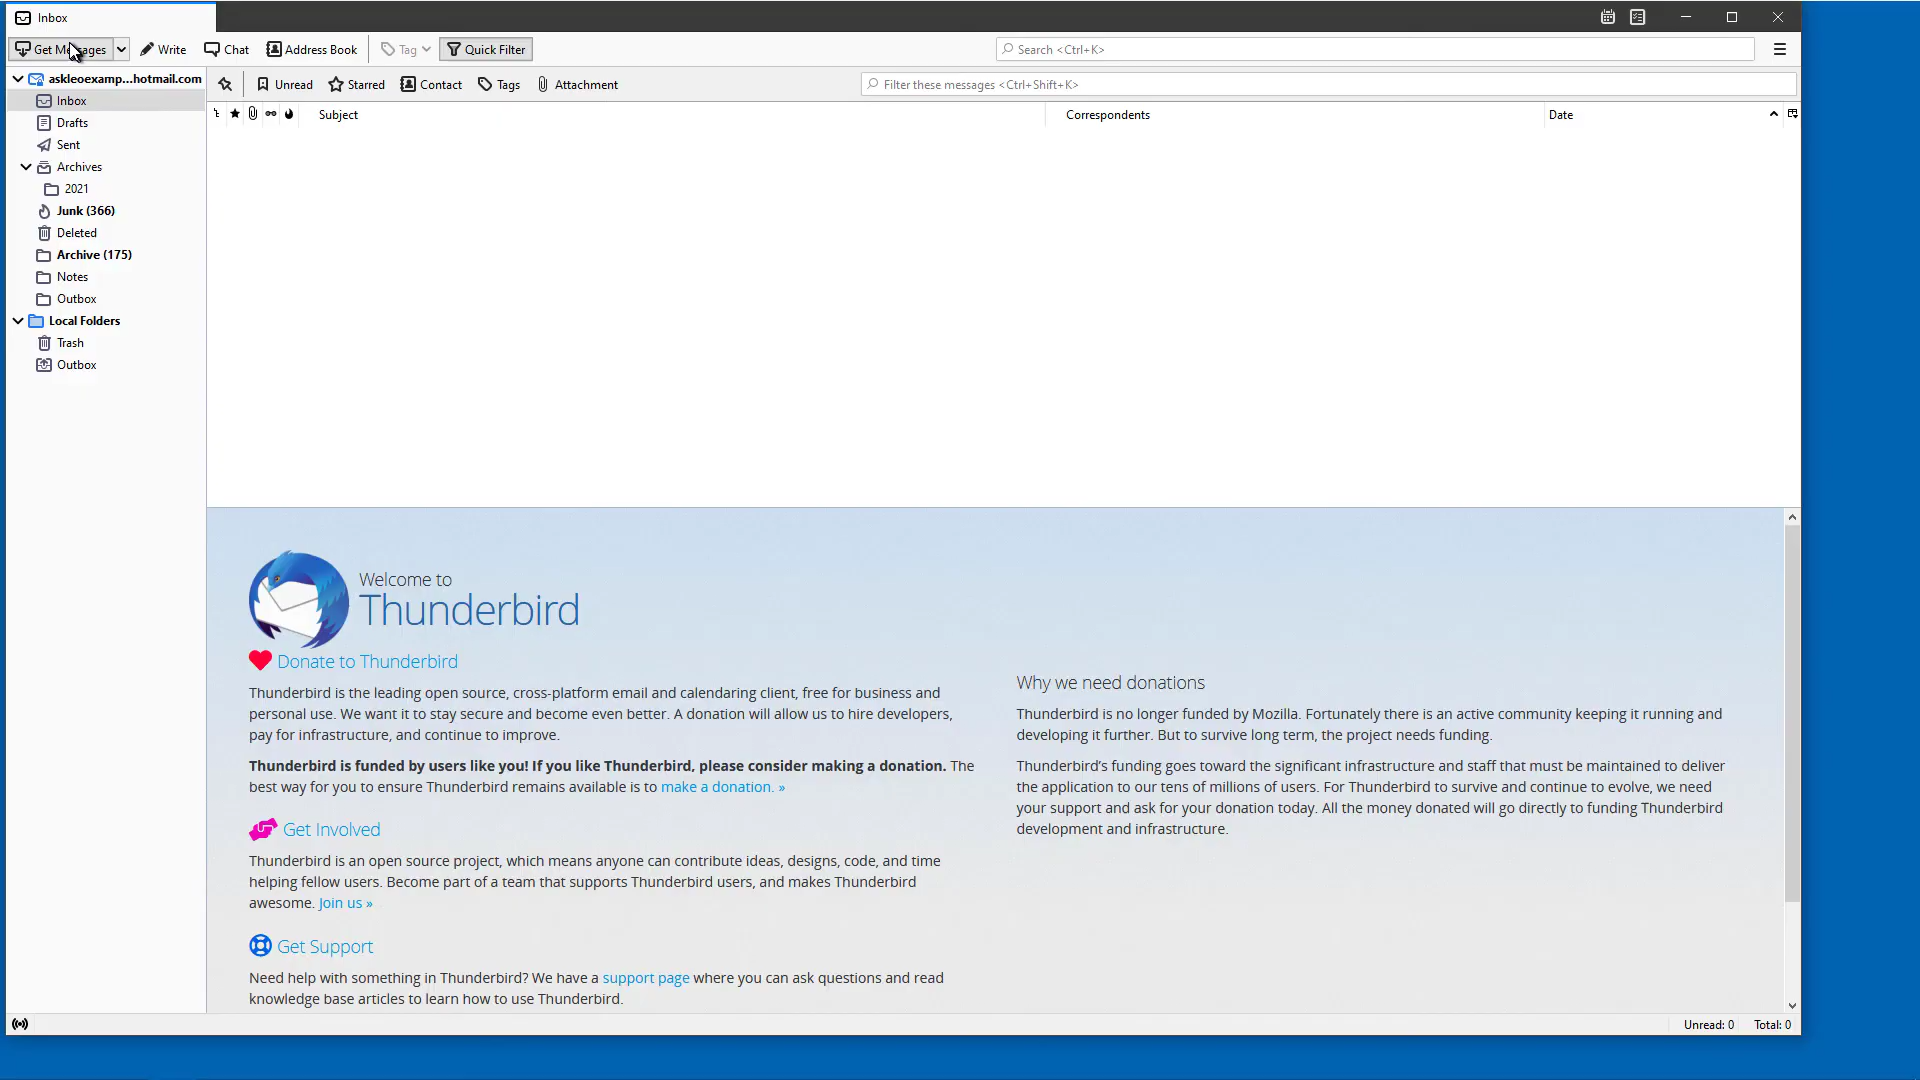 Inbox
Get Messages Write Chat Address Book Tag Quick Filter Search <Ctrl+K>
askleoexamp...hotmail.com
Unread Starred Contact Tags Attachment Filter these messages <Ctrl+Shift+K>
Inbox
Subject Correspondents Date
Drafts
Sent
Archives
2021
Junk (366)
Deleted
Archive (175)
Notes
Outbox
Local Folders
Trash
Outbox
Welcome to
Thunderbird
Donate to Thunderbird
Thunderbird is the leading open source, cross-platform email and calendaring client, free for business and
personal use. We want it to stay secure and become even better. A donation will allow us to hire developers,
pay for infrastructure, and continue to improve.
Thunderbird is funded by users like you! If you like Thunderbird, please consider making a donation. The
best way for you to ensure Thunderbird remains available is to make a donation. »
Get Involved
Thunderbird is an open source project, which means anyone can contribute ideas, designs, code, and time
helping fellow users. Become part of a team that supports Thunderbird users, and makes Thunderbird
awesome. Join us »
Get Support
Need help with something in Thunderbird? We have a support page where you can ask questions and read
knowledge base articles to learn how to use Thunderbird.
Why we need donations
Thunderbird is no longer funded by Mozilla. Fortunately there is an active community keeping it running and
developing it further. But to survive long term, the project needs funding.
Thunderbird's funding goes toward the significant infrastructure and staff that must be maintained to deliver
the application to our tens of millions of users. For Thunderbird to survive and continue to evolve, we need
your support and ask for your donation today. All the money donated will go directly to funding Thunderbird
development and infrastructure.
Unread: 0 Total: 0